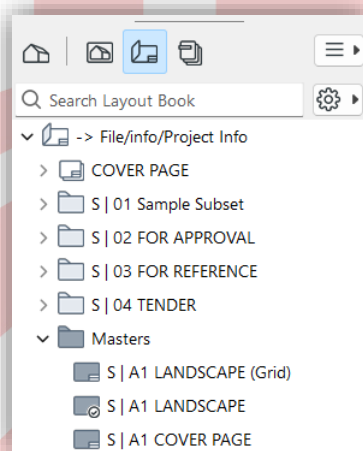 Search Layout Book
-> File/info/Project Info
COVER PAGE
S | 01 Sample Subset
S | 02 FOR APPROVAL
S | 03 FOR REFERENCE
S | 04 TENDER
Masters
S | A1 LANDSCAPE (Grid)
S | A1 LANDSCAPE
S | A1 COVER PAGE